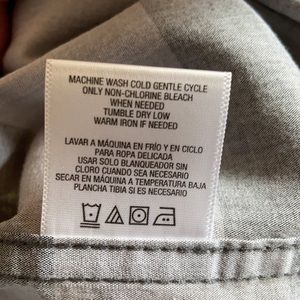 MACHINE WASH COLD GENTLE CYCLE
ONLY NON-CHLORINE BLEACH
WHEN NEEDED
TUMBLE DRY LOW
WARM IRON IF NEEDED
LAVAR A MÁQUINA EN FRÍO Y EN CICLO
PARA ROPA DELICADA
USAR SOLO BLANQUEADOR SIN
CLORO CUANDO SEA NECESARIO
SECAR EN MÁQUINA A TEMPERATURA BAJA
PLANCHA TIBIA SI ES NECESARIO